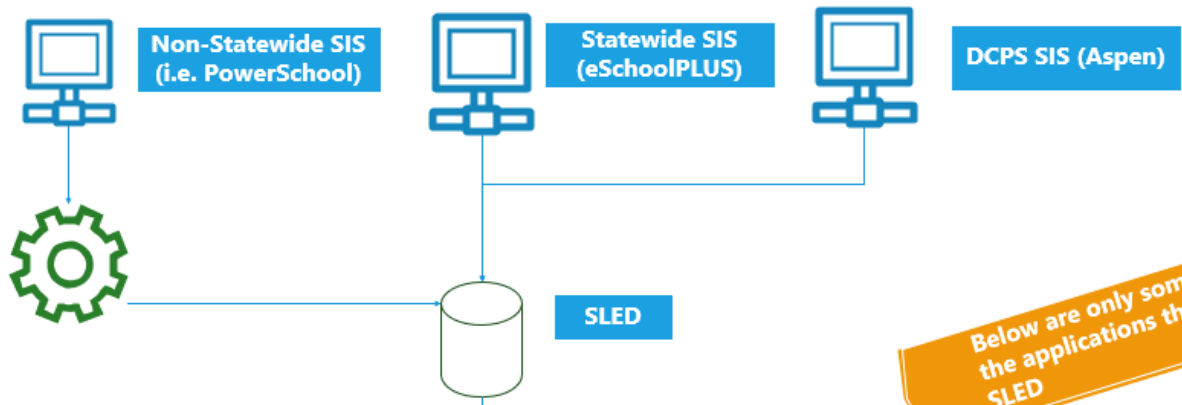 Non-Statewide SIS
(i.e. PowerSchool)
Statewide SIS
(eSchoolPLUS)
DCPS SIS (Aspen)
SLED
Below are only
the applications
SLED